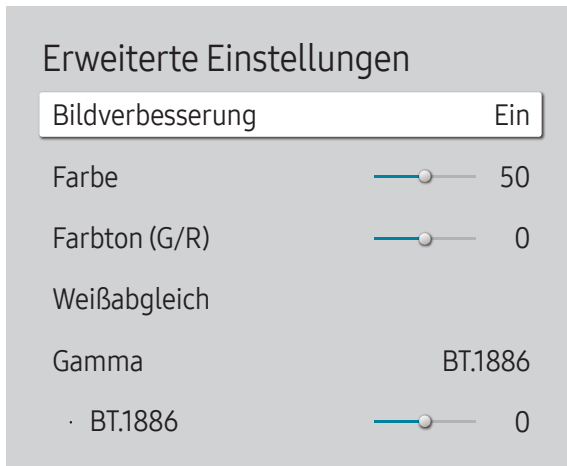 Erweiterte Einstellungen
Bildverbesserung Ein
Farbe 50
Farbton (G/R) 0
Weißabgleich
Gamma BT.1886
· BT.1886 0